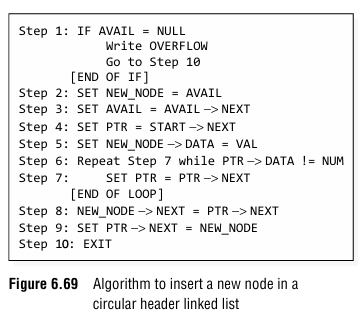 Step 1: IF AVAIL = NULL
Write OVERFLOW
Go to Step 10
[END OF IF]
Step 2: SET NEW_NODE = AVAIL
Step 3: SET AVAIL = AVAIL —> NEXT
Step 4: SET PTR = START —> NEXT
Step 5: SET NEW_NODE —> DATA = VAL
Step 6: Repeat Step 7 while PTR —> DATA != NUM
Step 7: SET PTR = PTR —> NEXT
[END OF LOOP]
Step 8: NEW_NODE —> NEXT = PTR —> NEXT
Step 9: SET PTR —> NEXT = NEW_NODE
Step 10: EXIT
Figure 6.69 Algorithm to insert a new node in a
circular header linked list